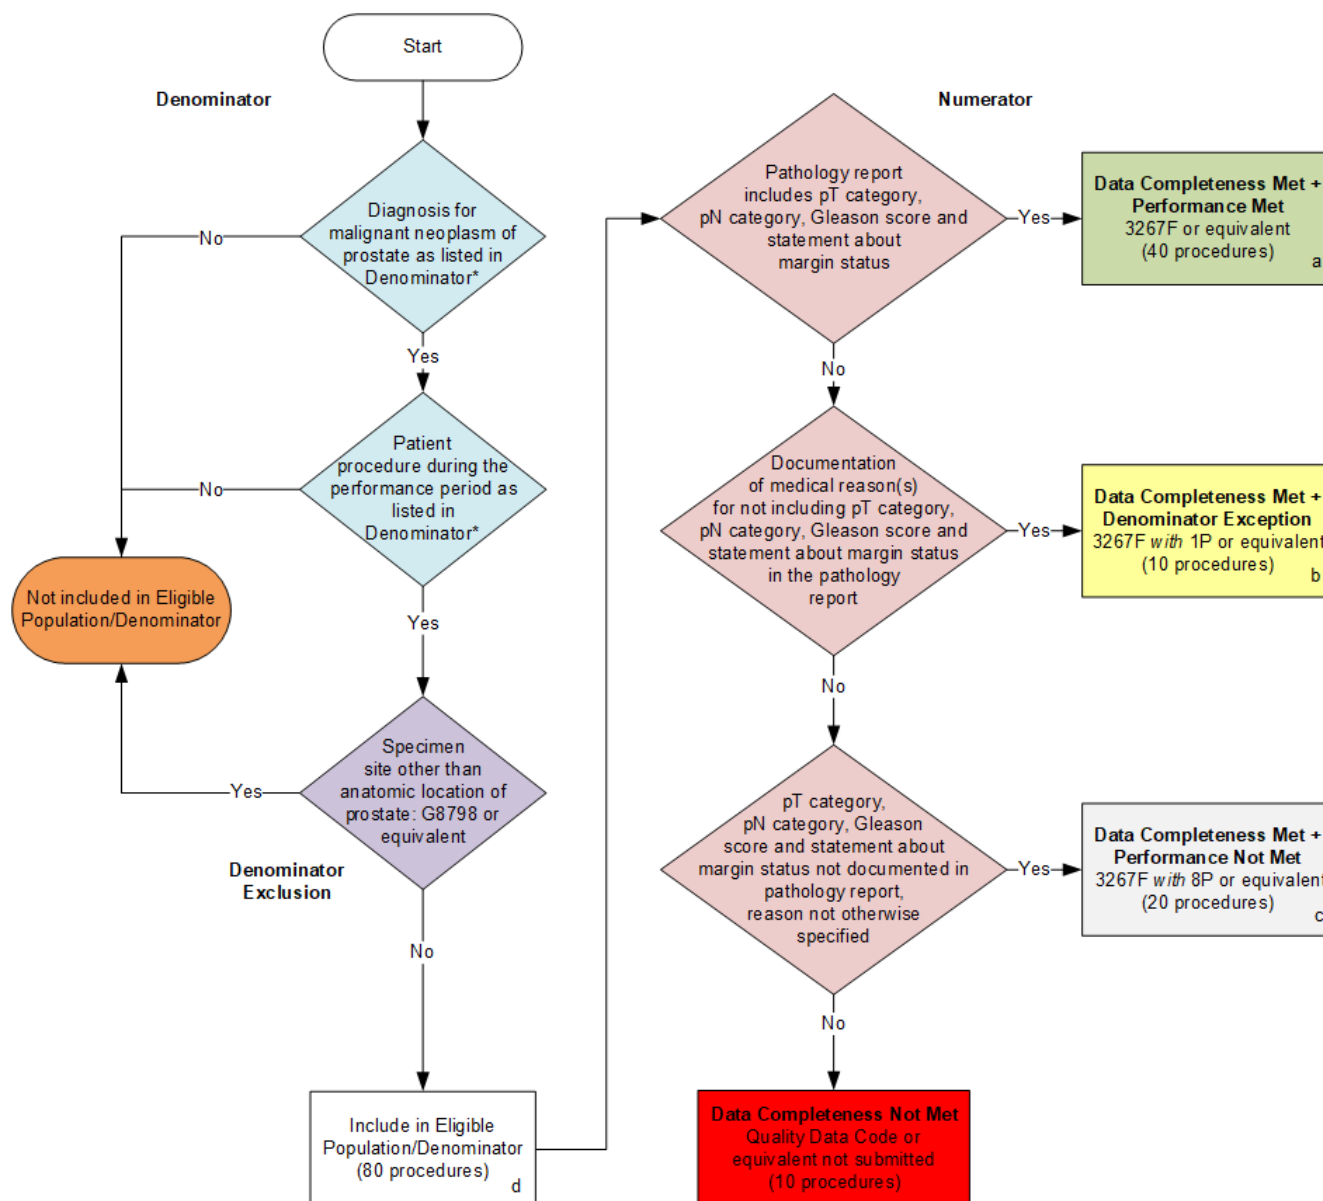 Start
Denominator
Diagnosis for
malignant neoplasm of
prostate as listed in
Denominator*
No
Yes
Patient
procedure during the
performance period as
listed in
Denominator*
No
Not included in Eligible
Population/Denominator
Yes
Specimen
site other than
anatomic location of
prostate: G8798 or
equivalent
Yes
Denominator
Exclusion
No
Include in Eligible
Population/Denominator
(80 procedures)
d
Numerator
Pathology report
includes pT category,
pN category, Gleason score and
statement about
margin status
Yes
Data Completeness Met +
Performance Met
3267F or equivalent
(40 procedures)
a
No
Documentation
of medical reason(s)
for not including pT category,
pN category, Gleason score and
statement about margin status
in the pathology
report
Yes
Data Completeness Met +
Denominator Exception
3267F with 1P or equivalent
(10 procedures)
b
No
pT category,
pN category, Gleason
score and statement about
margin status not documented in
pathology report,
reason not otherwise
specified
Yes
Data Completeness Met +
Performance Not Met
3267F with 8P or equivalent
(20 procedures)
c
No
Data Completeness Not Met
Quality Data Code or
equivalent not submitted
(10 procedures)